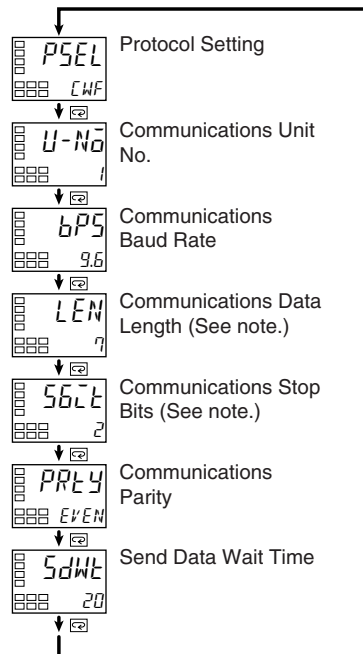 PSEL
CWF
Protocol Setting
U-No
1
Communications Unit
No.
bPS
9.6
Communications
Baud Rate
LEN
7
Communications Data
Length (See note.)
Sbit
2
Communications Stop
Bits (See note.)
PRtY
EVEN
Communications
Parity
SdWt
20
Send Data Wait Time